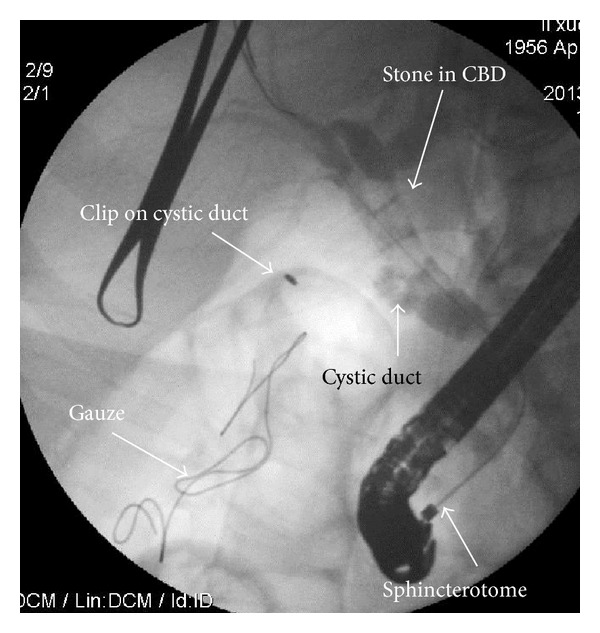 1956 Ap
2/9
2/1
2013
Stone in CBD
Clip on cystic duct
Cystic duct
Gauze
Sphincterotome
DCM / Lin:DCM / Id:ID